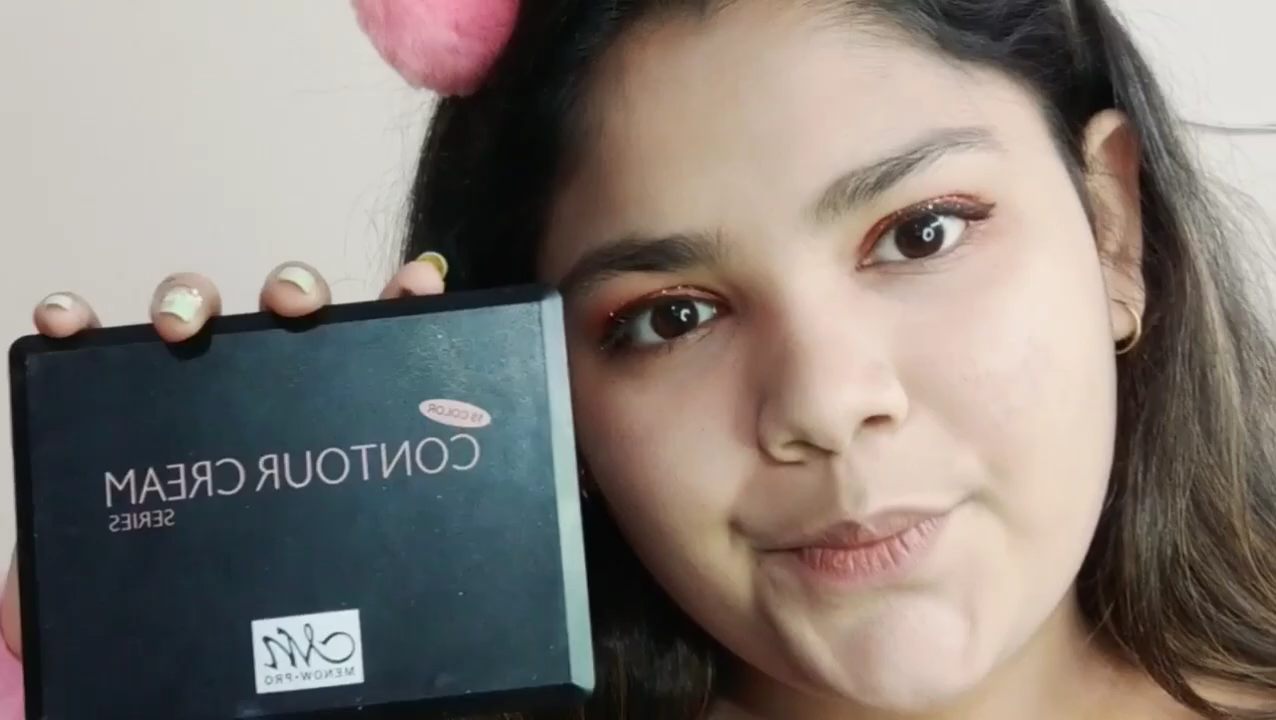 15 COLOR
CONTOUR CREAM
SERIES
M
MENOW-PRO